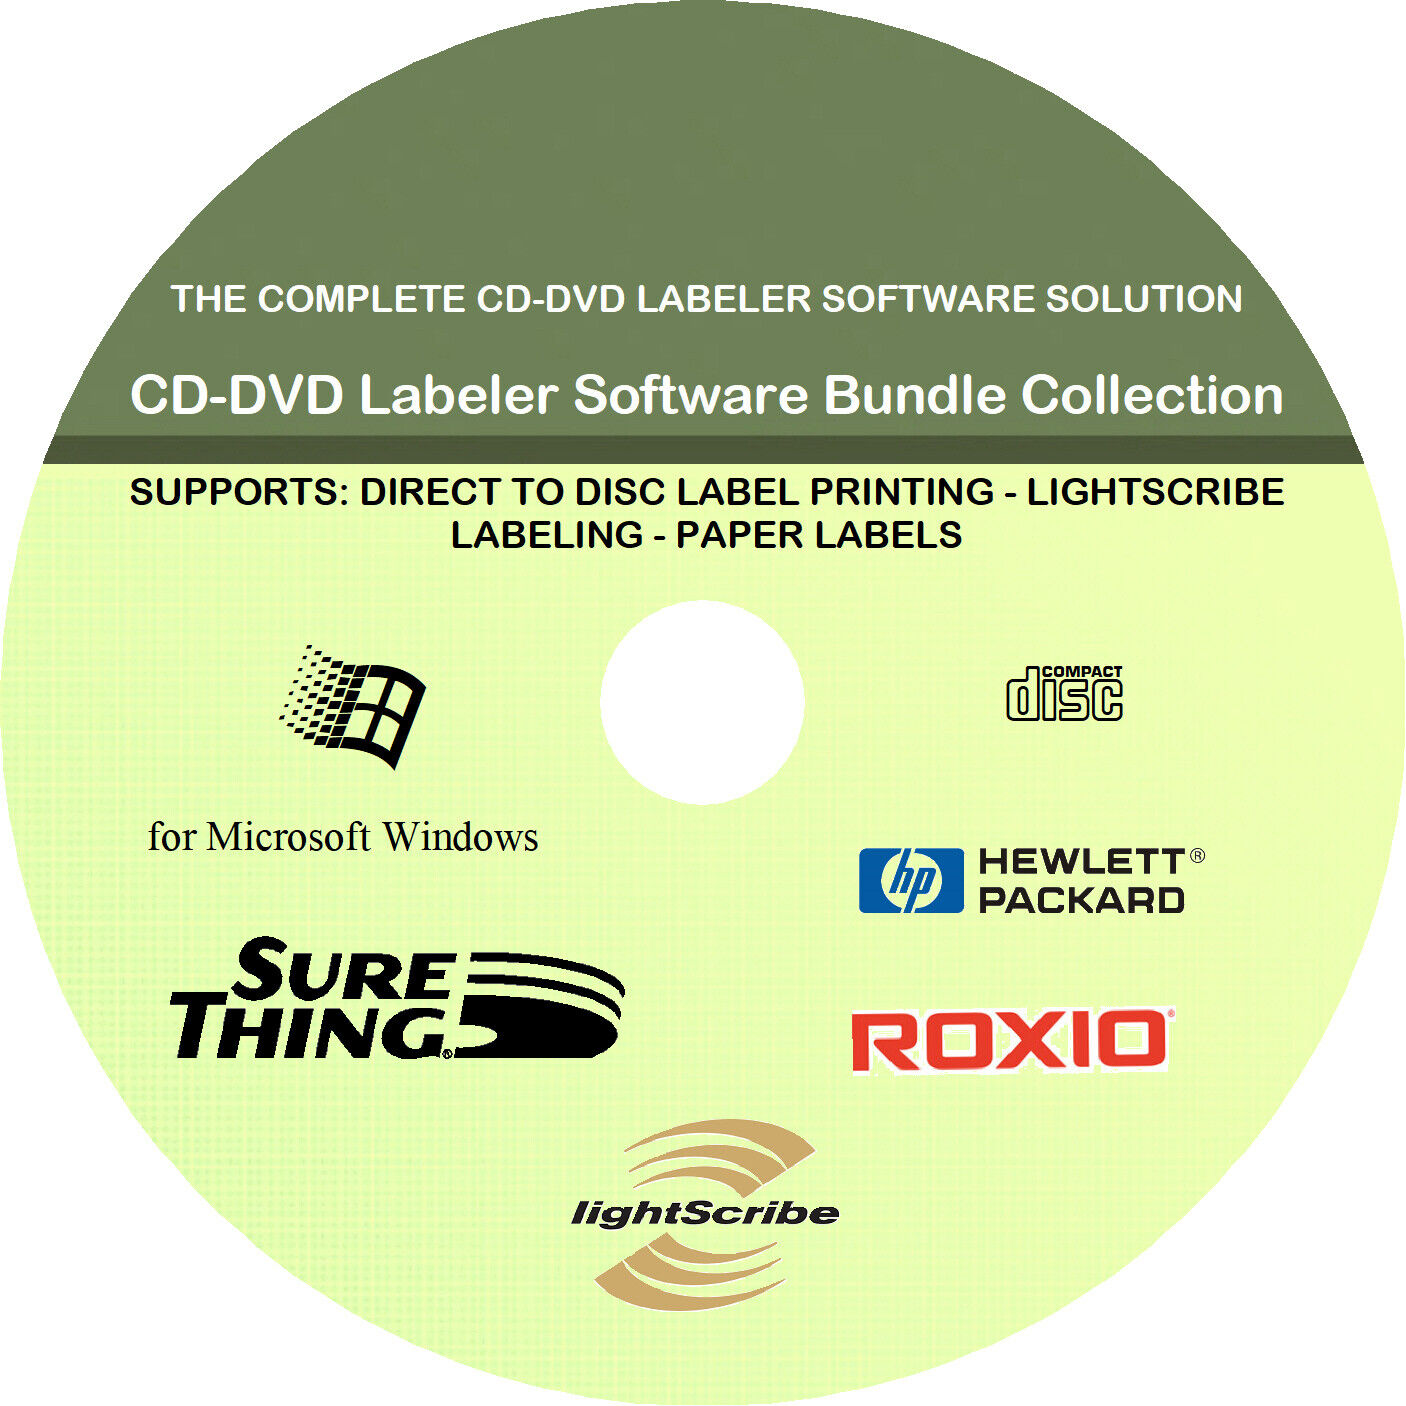 THE COMPLETE CD-DVD LABELER SOFTWARE SOLUTION
CD-DVD Labeler Software Bundle Collection
SUPPORTS: DIRECT TO DISC LABEL PRINTING - LIGHTSCRIBE
LABELING - PAPER LABELS
COMPACT
disc
for Microsoft Windows
hp HEWLETT®
PACKARD
SURE
THING®
ROXIO®
lightScribe